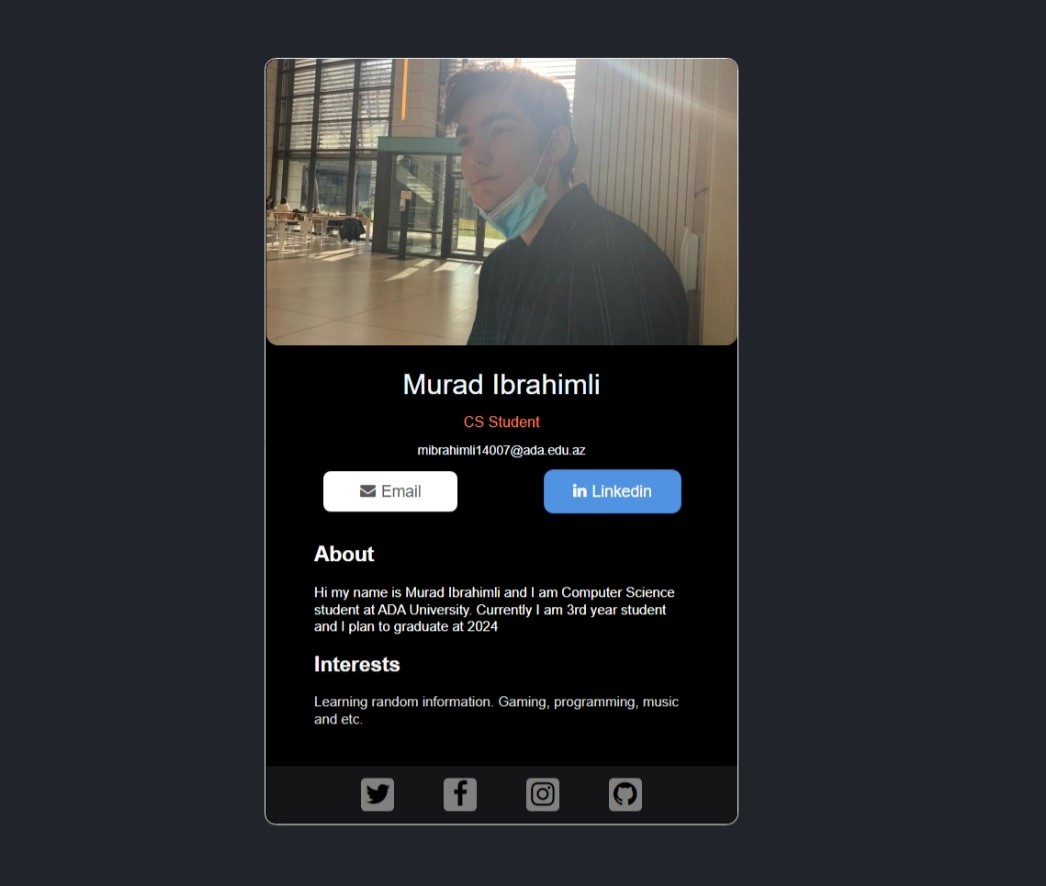 Murad Ibrahimli
CS Student
mibrahimli14007@ada.edu.az
Email
in Linkedin
About
Hi my name is Murad Ibrahimli and I am Computer Science
student at ADA University. Currently I am 3rd year student
and I plan to graduate at 2024
Interests
Learning random information. Gaming, programming, music
and etc.